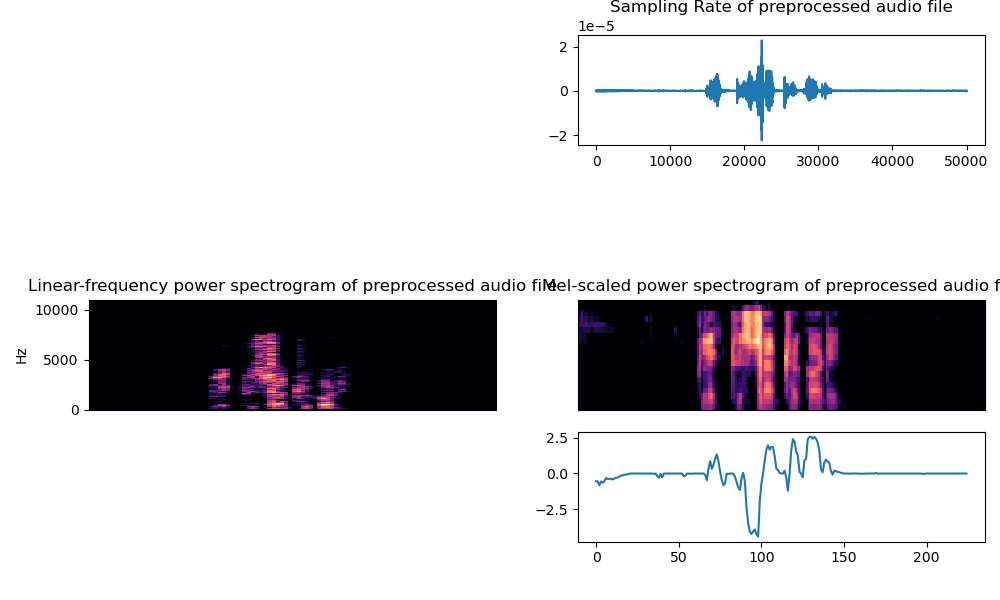 Sampling Rate of preprocessed audio file
1e−5
2
0
−2
0 10000 20000 30000 40000 50000
Linear-frequency power spectrogram of preprocessed audio file
Mel-scaled power spectrogram of preprocessed audio f
10000
5000
0
Hz
2.5
0.0
−2.5
0 50 100 150 200